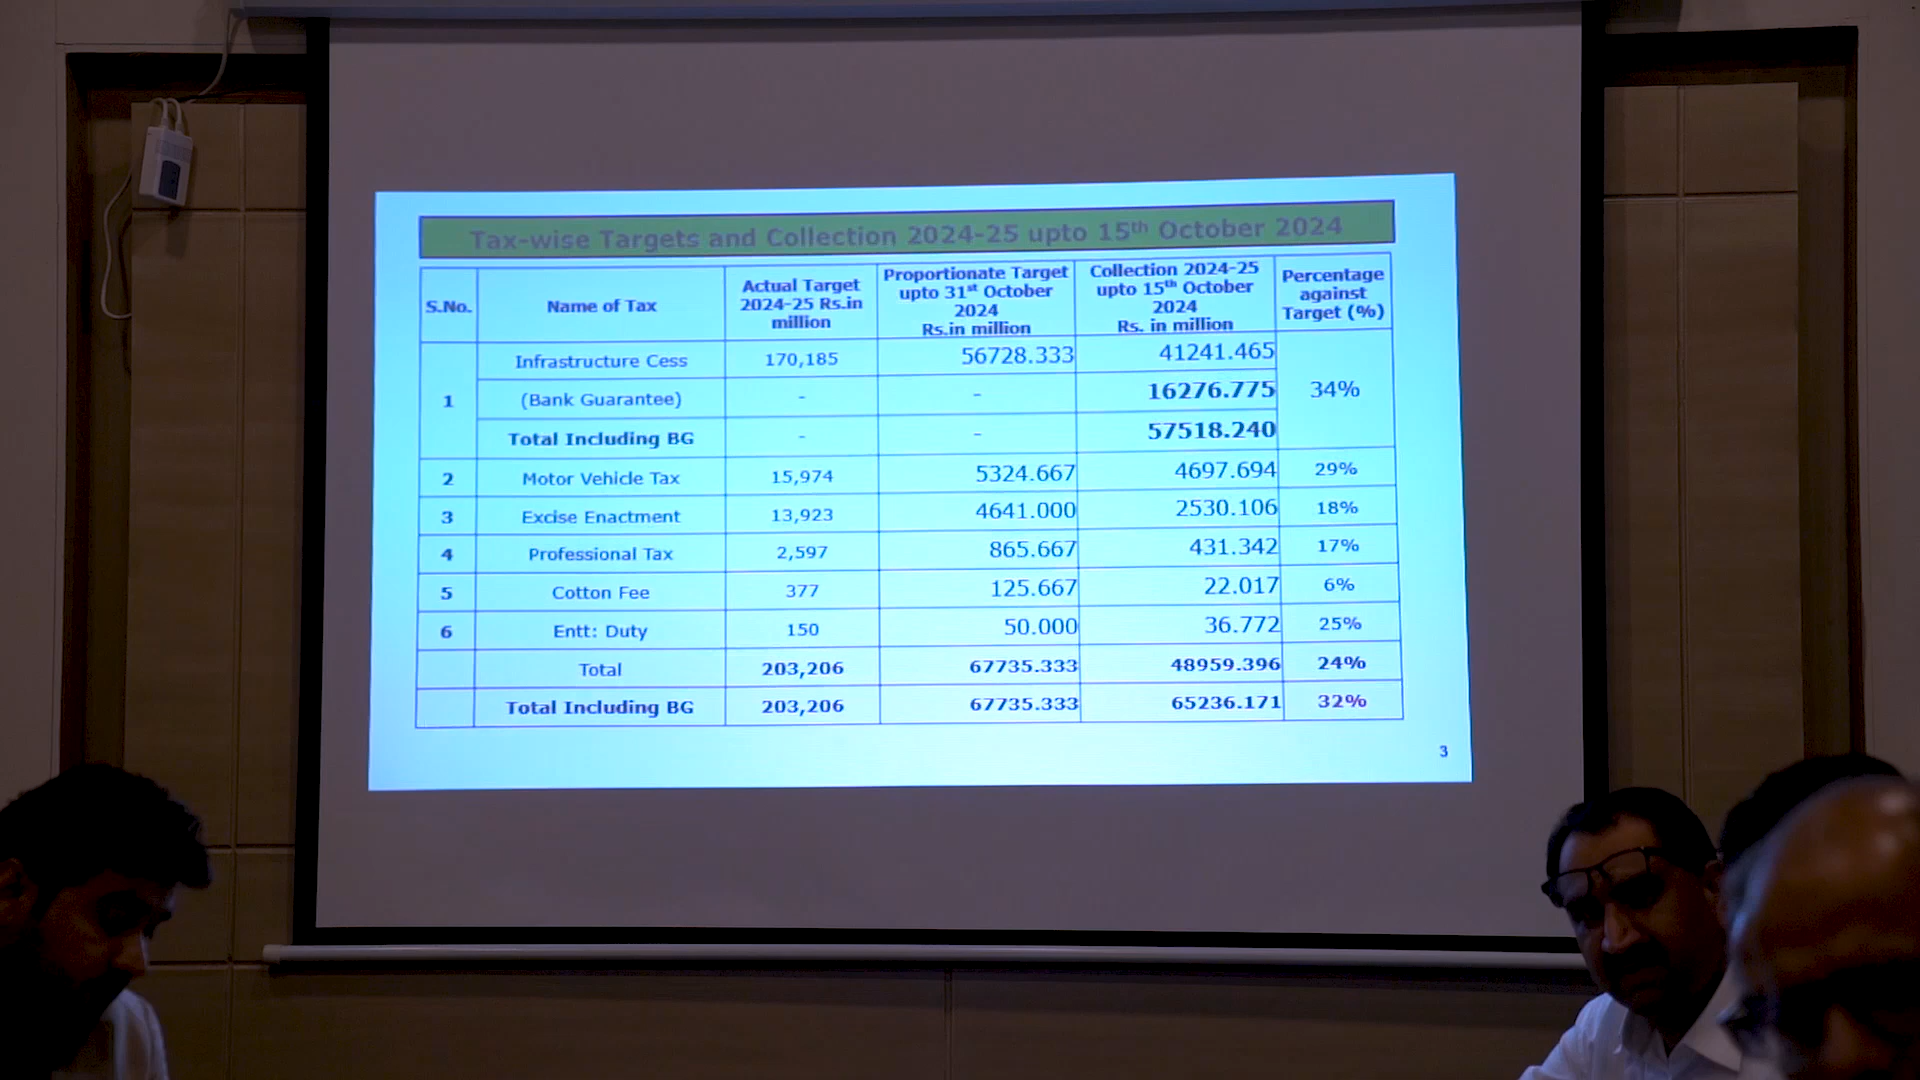 Tax-wise Targets and Collection 2024-25 upto 15th October 2024
S.No. Name of Tax Actual Target 2024-25 Rs.in million Proportionate Target upto 31st October 2024 Rs.in million Collection 2024-25 upto 15th October 2024 Rs. in million Percentage against Target (%)
1 Infrastructure Cess 170,185 56728.333 41241.465 34%
(Bank Guarantee) - - 16276.775
Total Including BG - - 57518.240
2 Motor Vehicle Tax 15,974 5324.667 4697.694 29%
3 Excise Enactment 13,923 4641.000 2530.106 18%
4 Professional Tax 2,597 865.667 431.342 17%
5 Cotton Fee 377 125.667 22.017 6%
6 Entt: Duty 150 50.000 36.772 25%
Total 203,206 67735.333 48959.396 24%
Total Including BG 203,206 67735.333 65236.171 32%
3